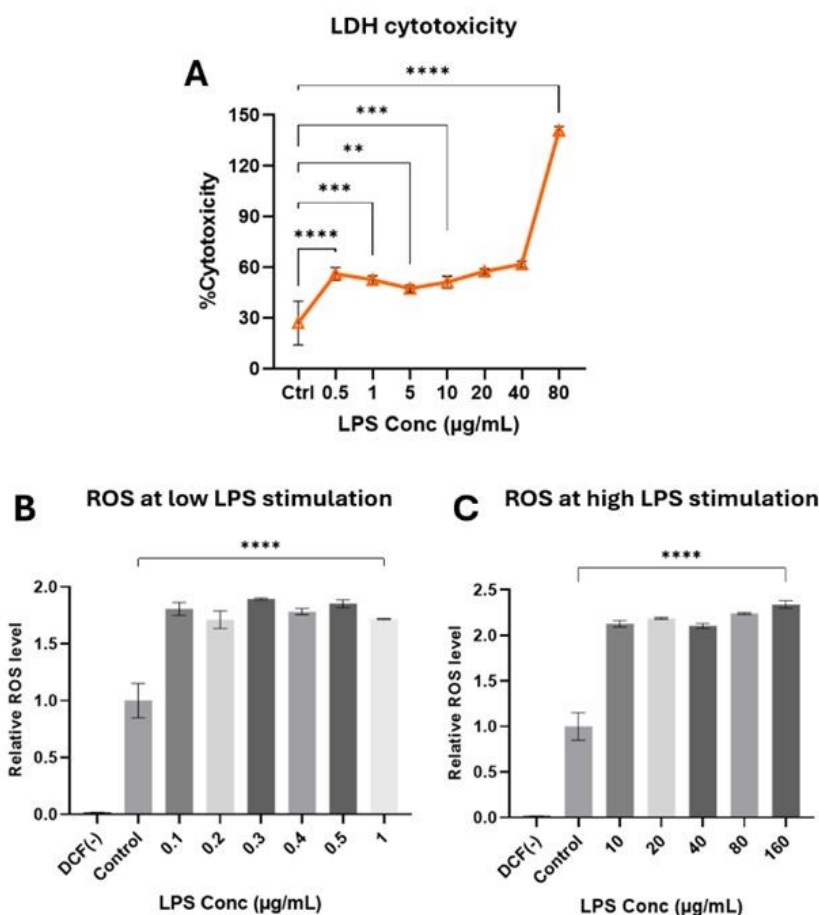 LDH cytotoxicity
A
****
***
**
***
****
150
120
90
60
30
0
%Cytotoxicity
Ctrl 0.5 1 5 10 20 40 80
LPS Conc (µg/mL)
B
ROS at low LPS stimulation
****
2.0
1.5
1.0
0.5
0.0
Relative ROS level
DCF(-) Control 0.1 0.2 0.3 0.4 0.5 1
LPS Conc (µg/mL)
C
ROS at high LPS stimulation
****
2.5
2.0
1.5
1.0
0.5
0.0
Relative ROS level
DCF(-) Control 10 20 40 80 160
LPS Conc (µg/mL)